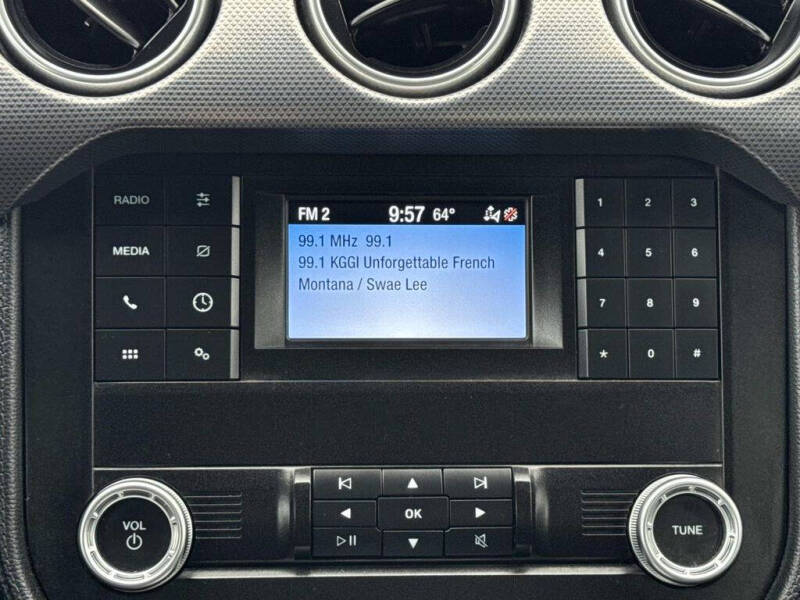 RADIO
MEDIA
FM 2 9:57 64°
99.1 MHz 99.1
99.1 KGGI Unforgettable French
Montana / Swae Lee
1 2 3
4 5 6
7 8 9
* 0 #
VOL
OK
TUNE